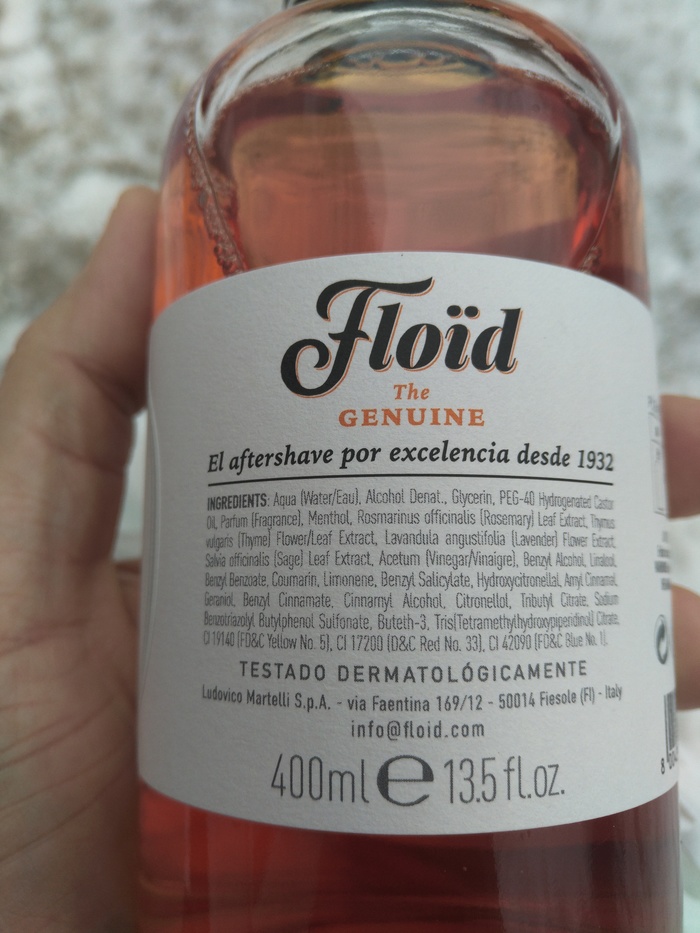 Floïd
The
GENUINE
El aftershave por excelencia desde 1932
INGREDIENTS: Aqua (Water/Eau), Alcohol Denat., Glycerin, PEG-40 Hydrogenated Castor
Oil, Parfum (Fragrance), Menthol, Rosmarinus officinalis (Rosemary) Leaf Extract, Thymus
vulgaris (Thyme) Flower/Leaf Extract, Lavandula angustifolia (Lavender) Flower Extract,
Salvia officinalis (Sage) Leaf Extract, Acetum (Vinegar/Vinaigre), Benzyl Alcohol, Linalool,
Benzyl Benzoate, Coumarin, Limonene, Benzyl Salicylate, Hydroxycitronellal, Amyl Cinnamal,
Geraniol, Benzyl Cinnamate, Cinnamyl Alcohol, Citronellol, Tributyl Citrate, Sodium
Benzotriazolyl Butylphenol Sulfonate, Buteth-3, Tris(Tetramethylhydroxypiperidinol) Citrate,
CI 19140 (FD&C Yellow No. 5), CI 17200 (D&C Red No. 33), CI 42090 (FD&C Blue No. 1).
TESTADO DERMATOLÓGICAMENTE
Ludovico Martelli S.p.A. - via Faentina 169/12 - 50014 Fiesole (FI) - Italy
info@floid.com
400ml e 13.5 fl.oz.